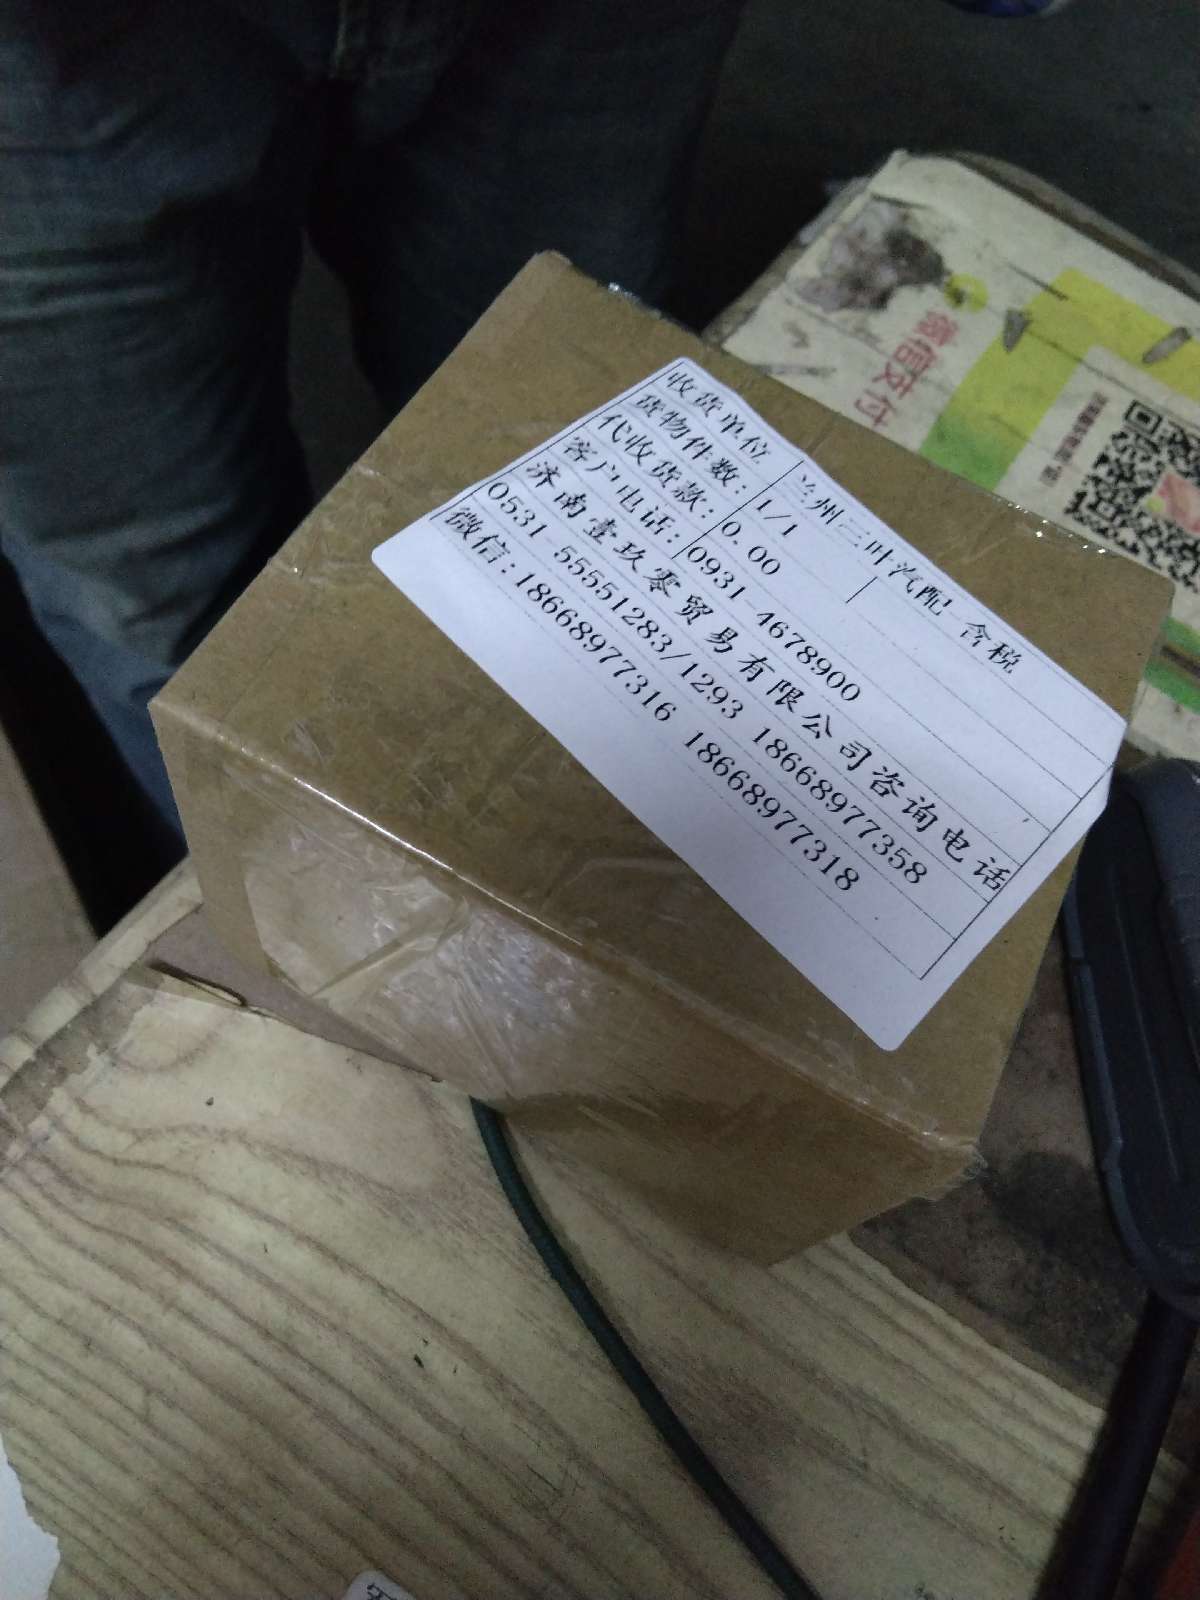 收货单位 兰州三叶汽配 含税
货物件数: 1/1
代收货款: 0.00
客户电话: 0931-4678900
济南壹玖零贸易有限公司咨询电话
0531-55551283/1293 18668977358
微信: 18668977316 18668977318
微信支付